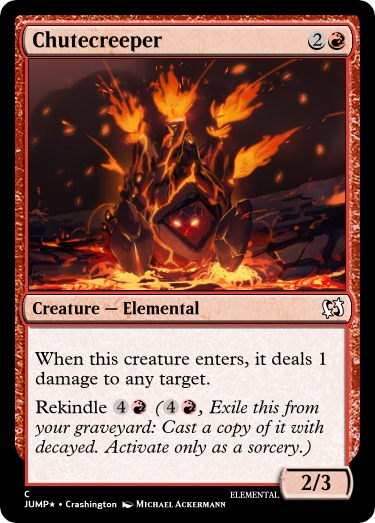 Chutecreeper 2
Creature — Elemental
When this creature enters, it deals 1
damage to any target.
Rekindle 4 (4, Exile this from
your graveyard: Cast a copy of it with
decayed. Activate only as a sorcery.)
2/3
C ELEMENTAL
JUMP★ • Crashington Michael Ackermann